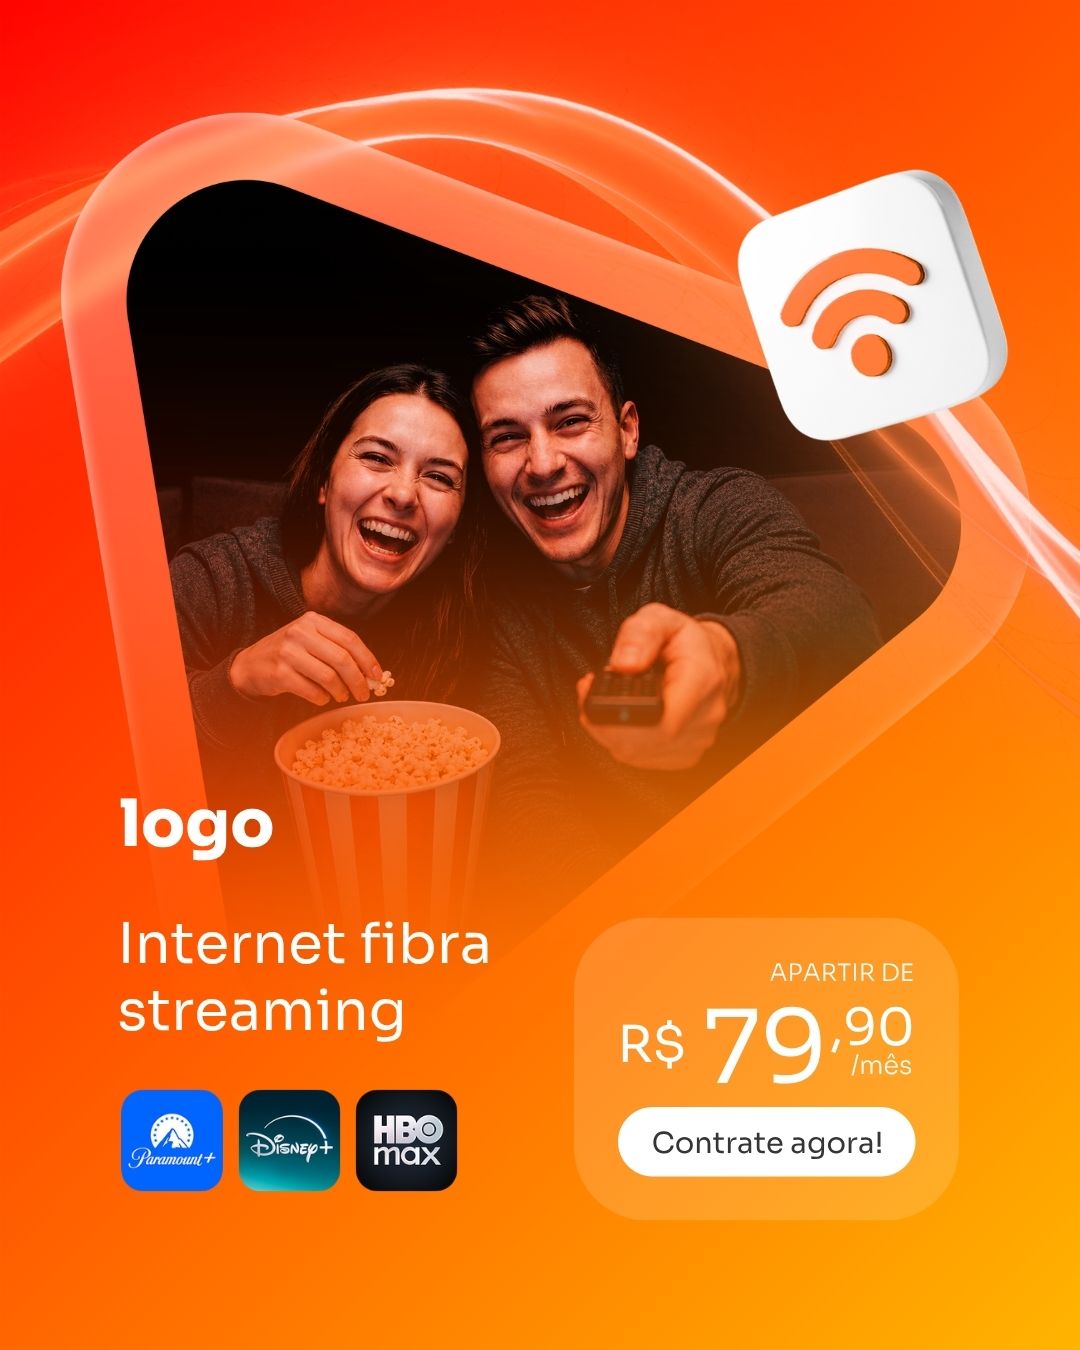 logo
Internet fibra
streaming
Paramount+
Disney+
HBO
max
APARTIR DE
R$ 79,90
/mês
Contrate agora!